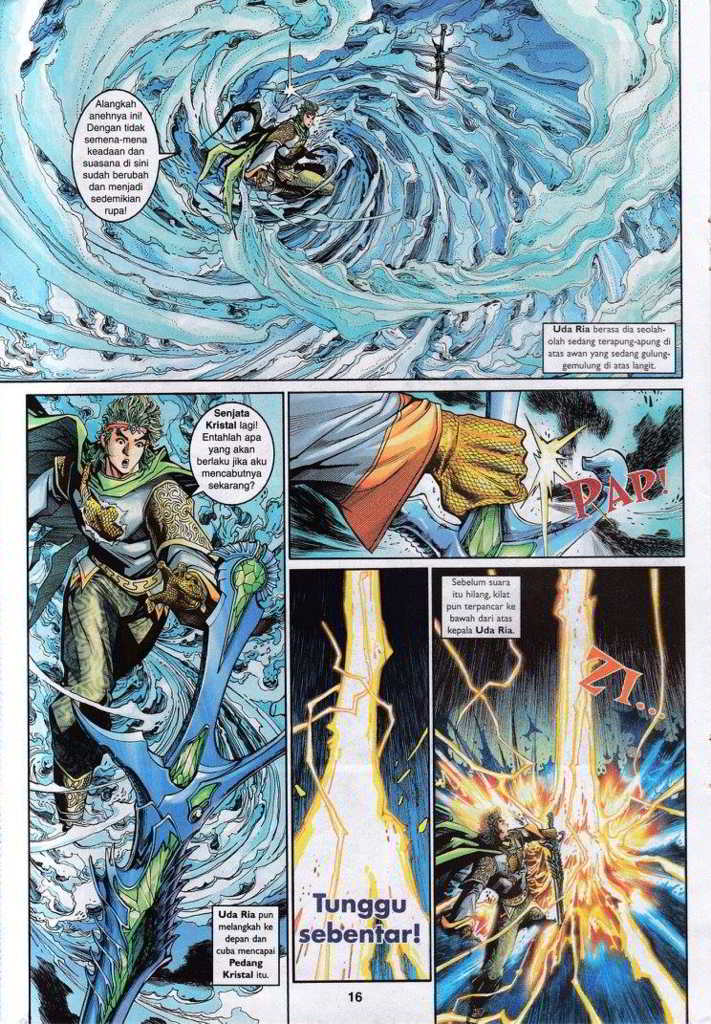 Alangkah
anehnya ini!
Dengan tidak
semena-mena
keadaan dan
suasana di sini
sudah berubah
dan menjadi
sedemikian
rupa!
Uda Ria berasa dia seolah-
olah sedang terapung-apung di
atas awan yang sedang gulung-
gemulung di atas langit.
Senjata
Kristal lagi!
Entahlah apa
yang akan
berlaku jika aku
mencabutnya
sekarang?
Uda Ria pun
melangkah ke
depan dan
cuba mencapai
Pedang
Kristal itu.
PAP!
Tunggu
sebentar!
Sebelum suara
itu hilang, kilat
pun terpancar ke
bawah dari atas
kepala Uda Ria.
ZI...
16